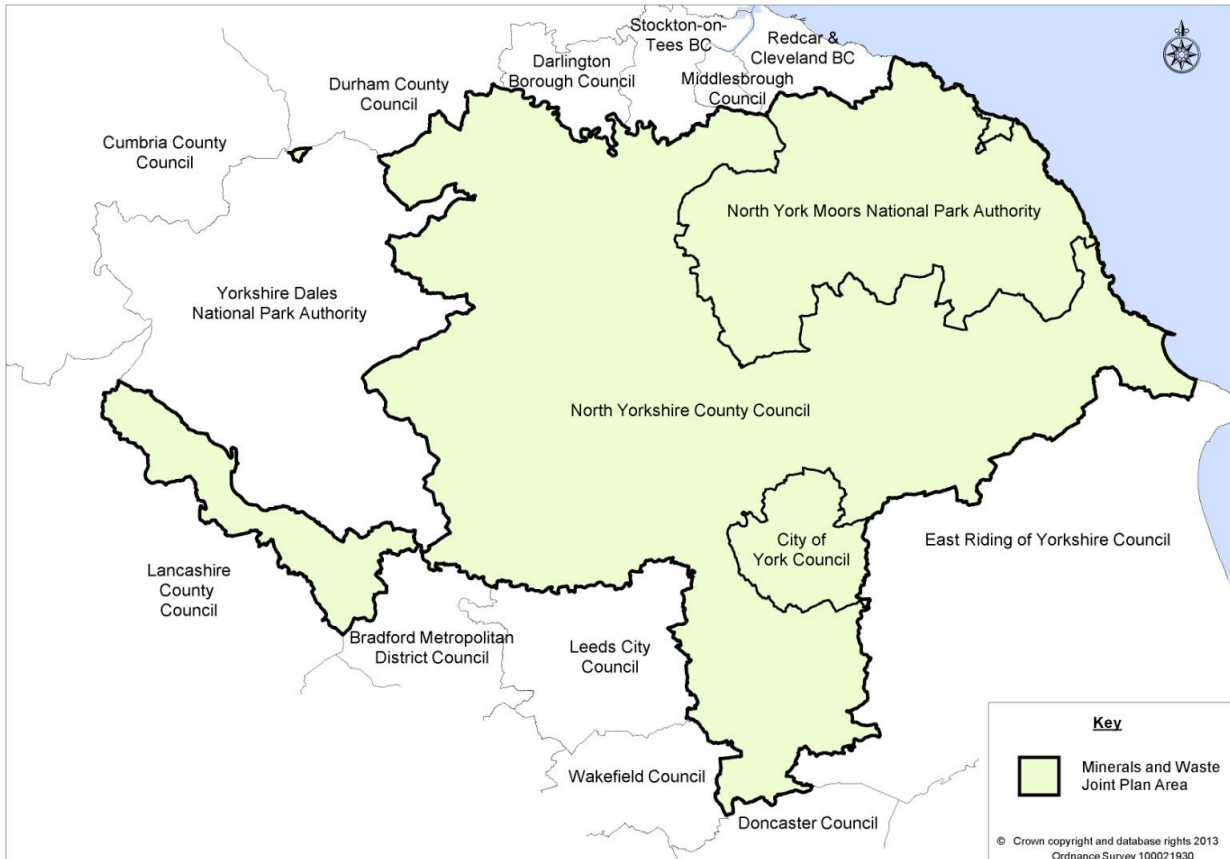 Stockton-on-
Tees BC
Redcar &
Cleveland BC
Darlington
Borough Council
Middlesbrough
Council
Durham County
Council
Cumbria County
Council
North York Moors National Park Authority
Yorkshire Dales
National Park Authority
North Yorkshire County Council
City of
York Council
East Riding of Yorkshire Council
Lancashire
County
Council
Bradford Metropolitan
District Council
Leeds City
Council
Wakefield Council
Doncaster Council
Key
Minerals and Waste
Joint Plan Area
© Crown copyright and database rights 2013
Ordnance Survey 100021930